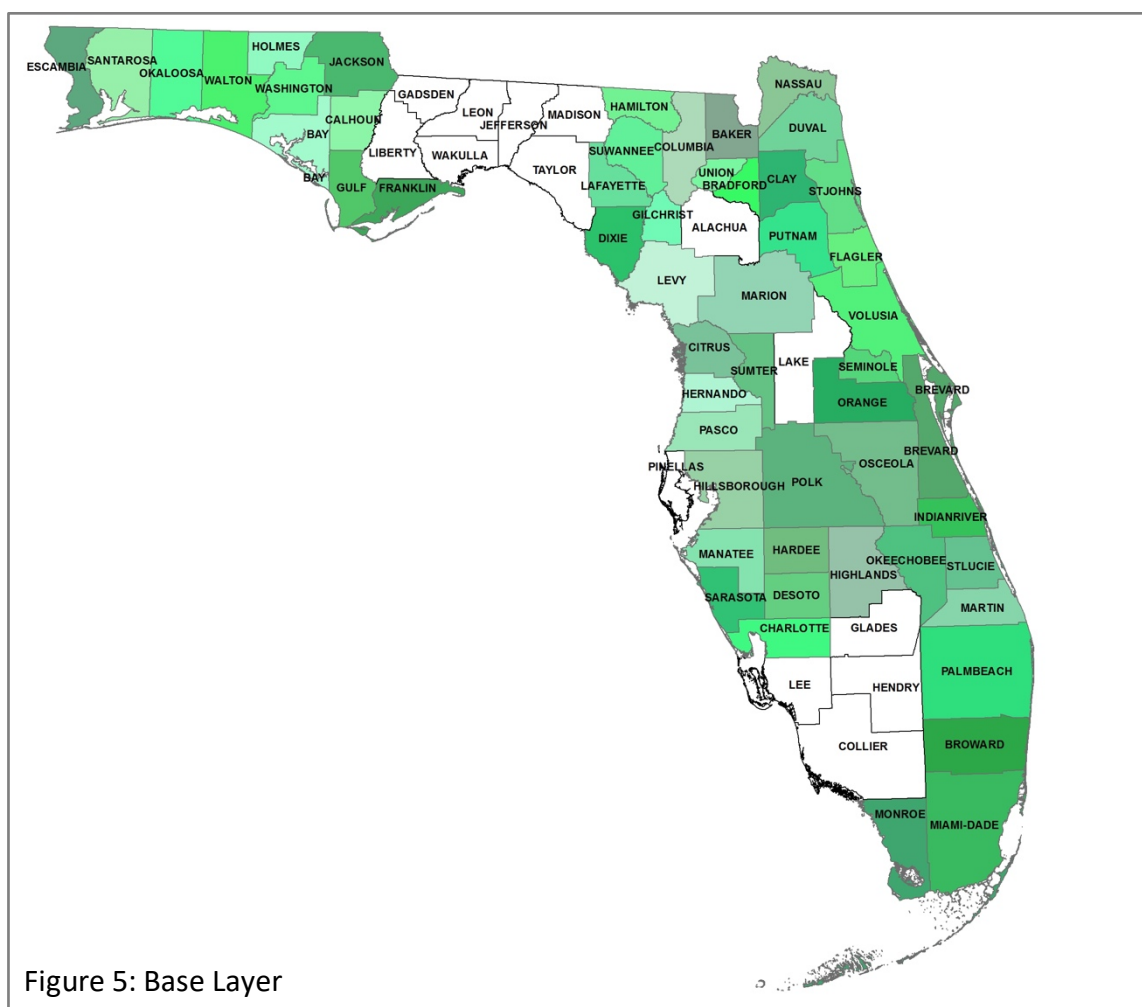 HOLMES
SANTAROSA
ESCAMBIA
OKALOOSA
WALTON
JACKSON
WASHINGTON
GADSDEN
LEON
MADISON
JEFFERSON
HAMILTON
NASSAU
CALHOUN
BAY
LIBERTY
WAKULLA
TAYLOR
SUWANNEE
COLUMBIA
BAKER
DUVAL
BAY
GULF
FRANKLIN
LAFAYETTE
UNION
BRADFORD
CLAY
STJOHNS
GILCHRIST
DIXIE
ALACHUA
PUTNAM
FLAGLER
LEVY
MARION
VOLUSIA
CITRUS
SUMTER
LAKE
SEMINOLE
BREVARD
HERNANDO
ORANGE
PASCO
BREVARD
PINELLAS
HILLSBOROUGH
POLK
OSCEOLA
INDIANRIVER
MANATEE
HARDEE
HIGHLANDS
OKEECHOBEE
STLUCIE
SARASOTA
DESOTO
MARTIN
CHARLOTTE
GLADES
PALMBEACH
LEE
HENDRY
COLLIER
BROWARD
MONROE
MIAMI-DADE
Figure 5: Base Layer